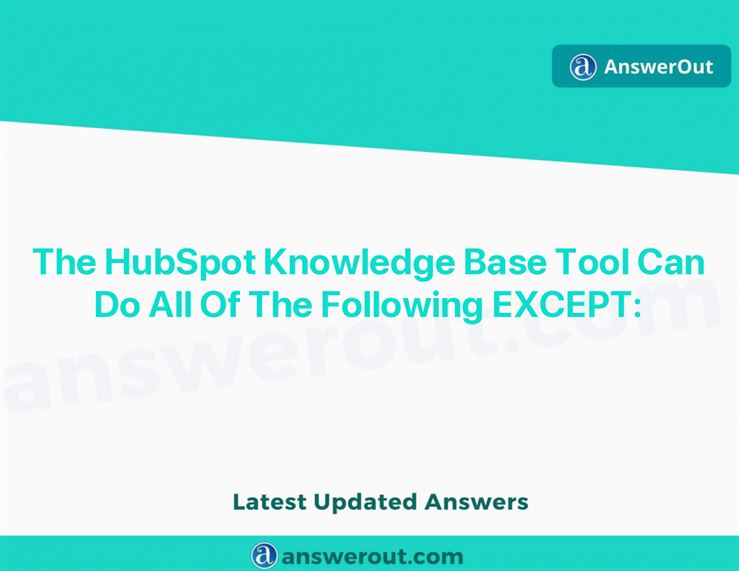 AnswerOut
The HubSpot Knowledge Base Tool Can
Do All Of The Following EXCEPT:
answerout.com
Latest Updated Answers
answerout.com